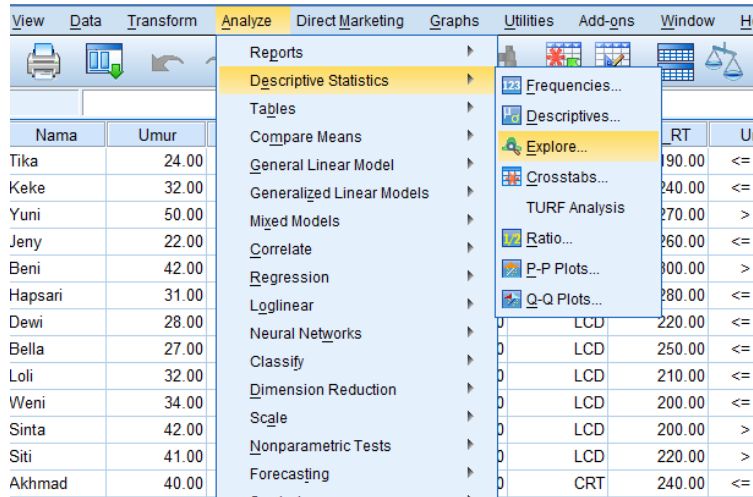 View Data Transform Analyze Direct Marketing Graphs Utilities Add-ons Window
Reports
Descriptive Statistics
Tables
Compare Means
General Linear Model
Generalized Linear Models
Mixed Models
Correlate
Regression
Loglinear
Neural Networks
Classify
Dimension Reduction
Scale
Nonparametric Tests
Forecasting
123 Frequencies...
Descriptives...
Explore...
Crosstabs...
TURF Analysis
1/2 Ratio...
P-P Plots...
Q-Q Plots...
Nama Umur _RT
Tika 24.00 190.00 <=
Keke 32.00 240.00 <=
Yuni 50.00 270.00 >
Jeny 22.00 260.00 <=
Beni 42.00 300.00 >
Hapsari 31.00 280.00 <=
Dewi 28.00 LCD 220.00 <=
Bella 27.00 LCD 250.00 <=
Loli 32.00 LCD 210.00 <=
Weni 34.00 LCD 200.00 <=
Sinta 42.00 LCD 200.00 >
Siti 41.00 LCD 220.00 >
Akhmad 40.00 CRT 240.00 <=